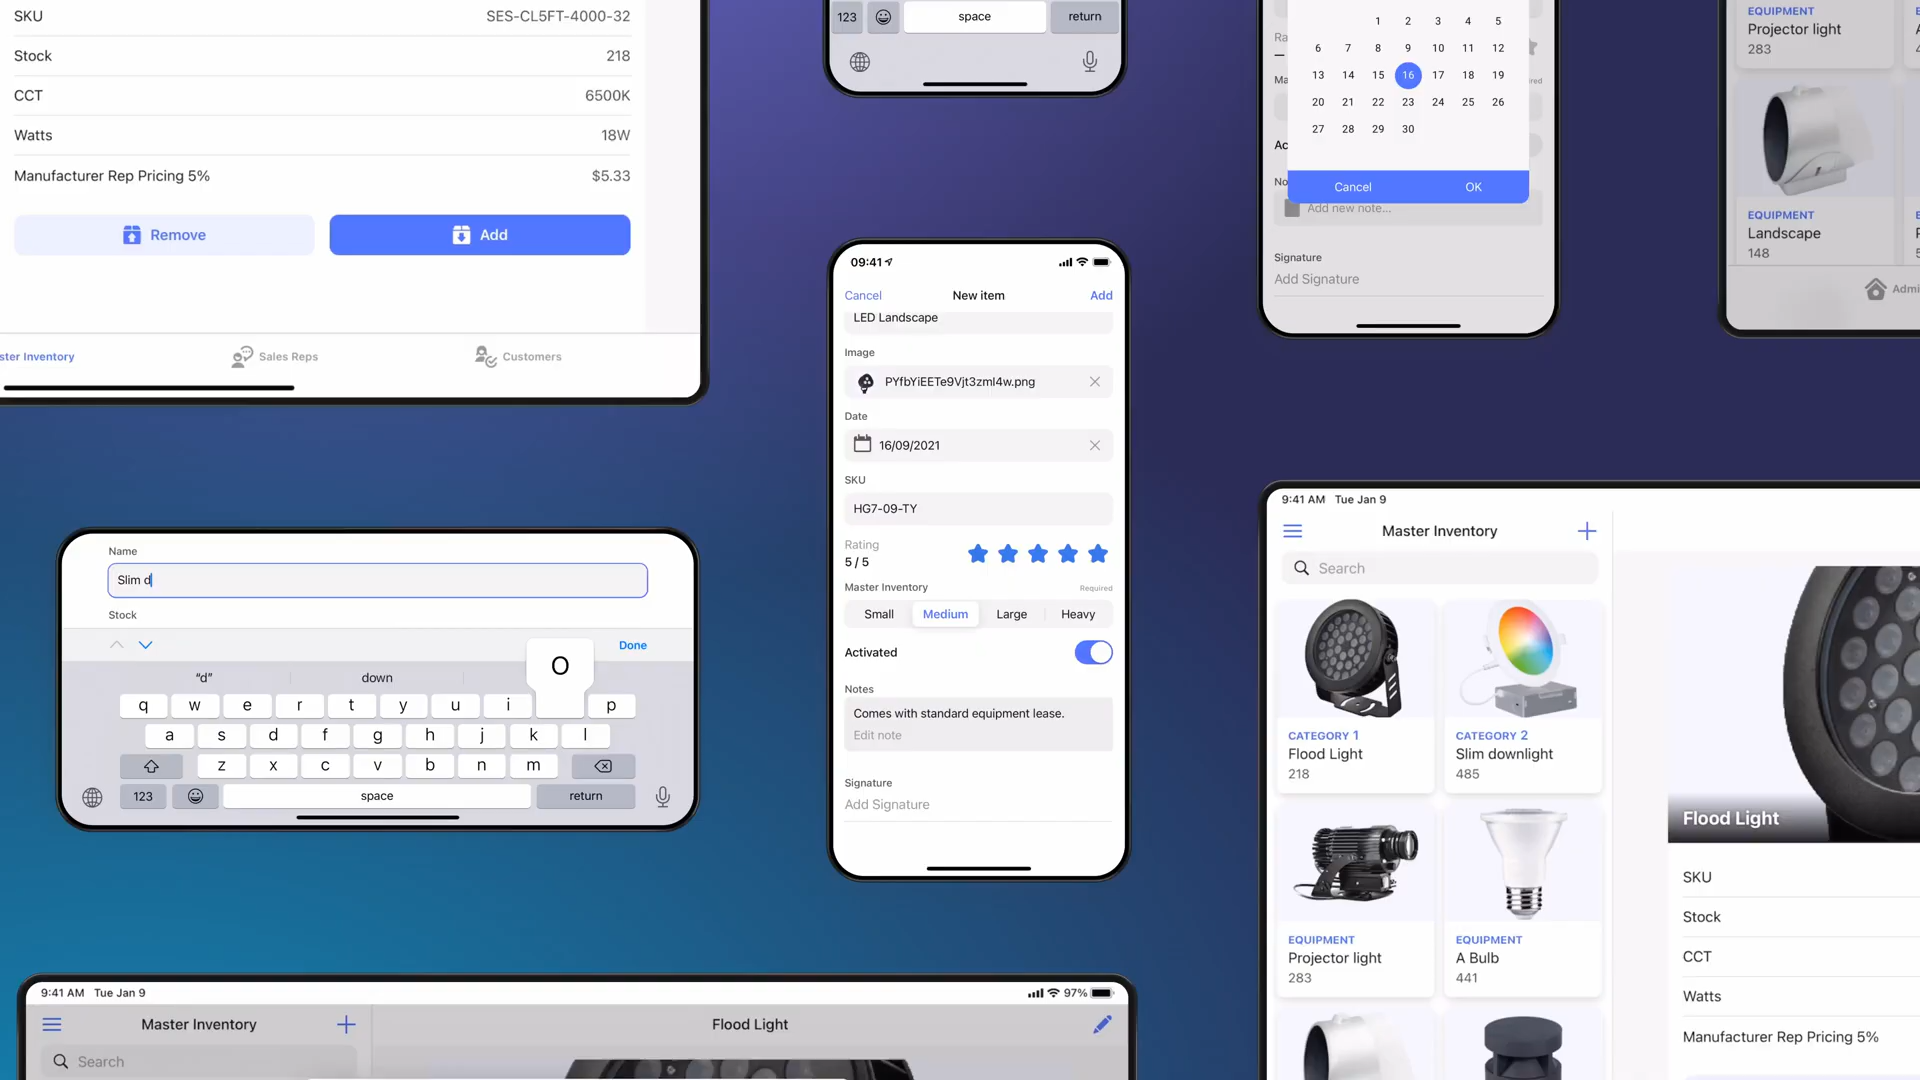 SKU SES-CL5FT-4000-32
Stock 218
CCT 6500K
Watts 18W
Manufacturer Rep Pricing 5% $5.33
Remove Add
ster Inventory Sales Reps Customers
123 space return
1 2 3 4 5
6 7 8 9 10 11 12
13 14 15 16 17 18 19
20 21 22 23 24 25 26
27 28 29 30
Cancel OK
Ra
Ma
Ac
No
Add new note...
Signature
Add Signature
EQUIPMENT
Projector light
283
EQUIPMENT
Landscape
148
Admi
09:41
Cancel New item Add
LED Landscape
Image
PYfbYiEETe9Vjt3zml4w.png
Date
16/09/2021
SKU
HG7-09-TY
Rating
5 / 5
Master Inventory Required
Small Medium Large Heavy
Activated
Notes
Comes with standard equipment lease.
Edit note
Signature
Add Signature
Name
Slim d
Stock
Done
"d" down
O
q w e r t y u i p
a s d f g h j k l
z x c v b n m
123 space return
9:41 AM Tue Jan 9
Master Inventory
Search
CATEGORY 1
Flood Light
218
CATEGORY 2
Slim downlight
485
EQUIPMENT
Projector light
283
EQUIPMENT
A Bulb
441
Flood Light
SKU
Stock
CCT
Watts
Manufacturer Rep Pricing 5%
9:41 AM Tue Jan 9 97%
Master Inventory Flood Light
Search